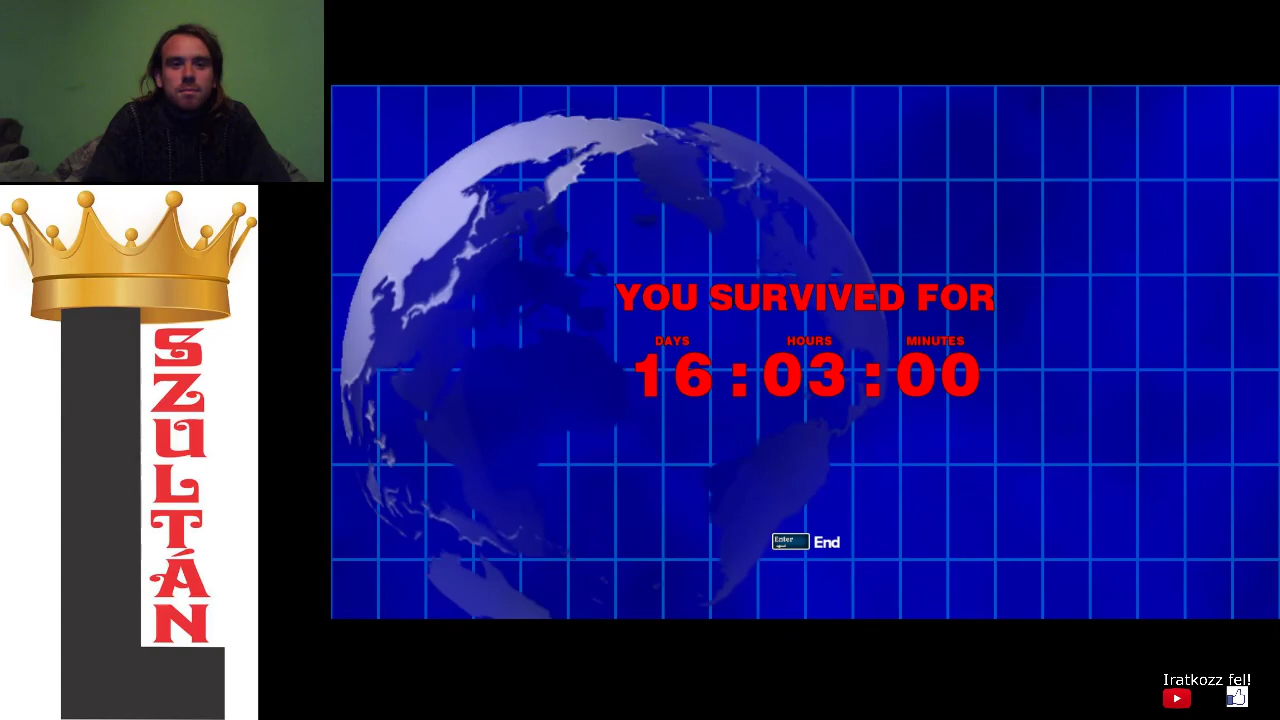 L
SZULTÁN
YOU SURVIVED FOR
DAYS HOURS MINUTES
16:03:00
Enter End
Iratkozz fel!